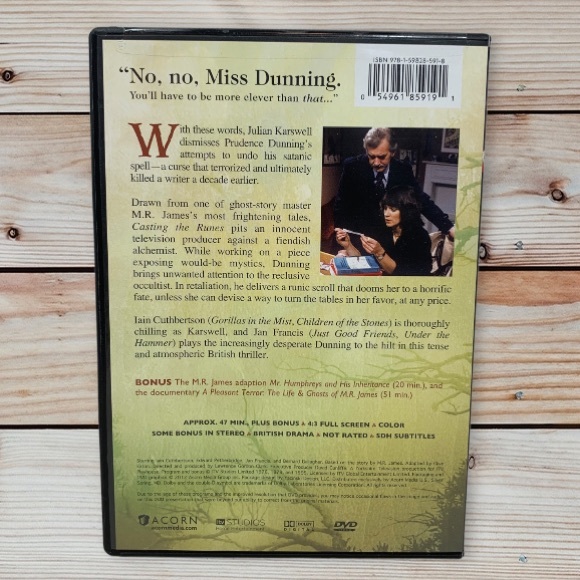 “No, no, Miss Dunning.
You'll have to be more clever than that...”
ISBN 978-1-59828-591-8
0 54961 85919 1
With these words, Julian Karswell
dismisses Prudence Dunning's
attempts to undo his satanic
spell—a curse that terrorized and ultimately
killed a writer a decade earlier.
Drawn from one of ghost-story master
M.R. James's most frightening tales,
Casting the Runes pits an innocent
television producer against a fiendish
alchemist. While working on a piece
exposing would-be mystics, Dunning
brings unwanted attention to the reclusive
occultist. In retaliation, he delivers a runic scroll that dooms her to a horrific
fate, unless she can devise a way to turn the tables in her favor, at any price.
Iain Cuthbertson (Gorillas in the Mist, Children of the Stones) is thoroughly
chilling as Karswell, and Jan Francis (Just Good Friends, Under the
Hammer) plays the increasingly desperate Dunning to the hilt in this tense
and atmospheric British thriller.
BONUS The M.R. James adaption Mr. Humphreys and His Inheritance (20 min.), and
the documentary A Pleasant Terror: The Life & Ghosts of M.R. James (51 min.)
APPROX. 47 MIN., PLUS BONUS ▲ 4:3 FULL SCREEN ▲ COLOR
SOME BONUS IN STEREO ▲ BRITISH DRAMA ▲ NOT RATED ▲ SDH SUBTITLES
ACORN
acornmedia.com
itv STUDIOS
DOLBY DIGITAL
DVD